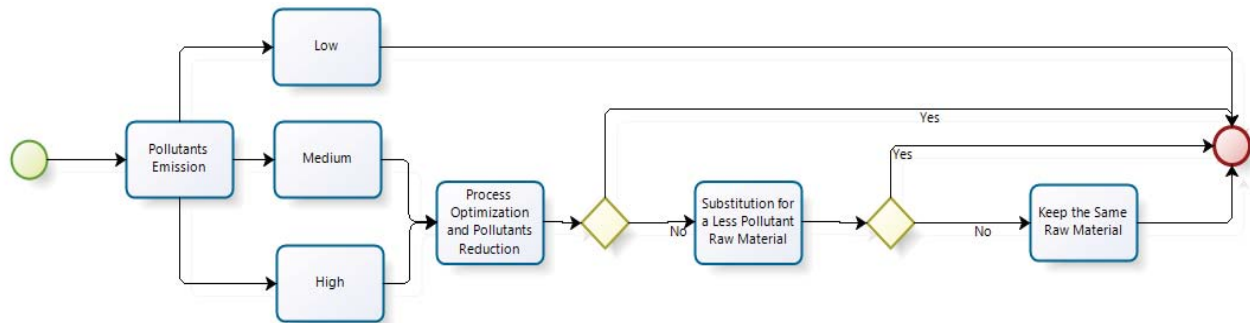 Low
Pollutants
Emission
Medium
High
Process
Optimization
and Pollutants
Reduction
Yes
No
Substitution for
a Less Pollutant
Raw Material
Yes
No
Keep the Same
Raw Material